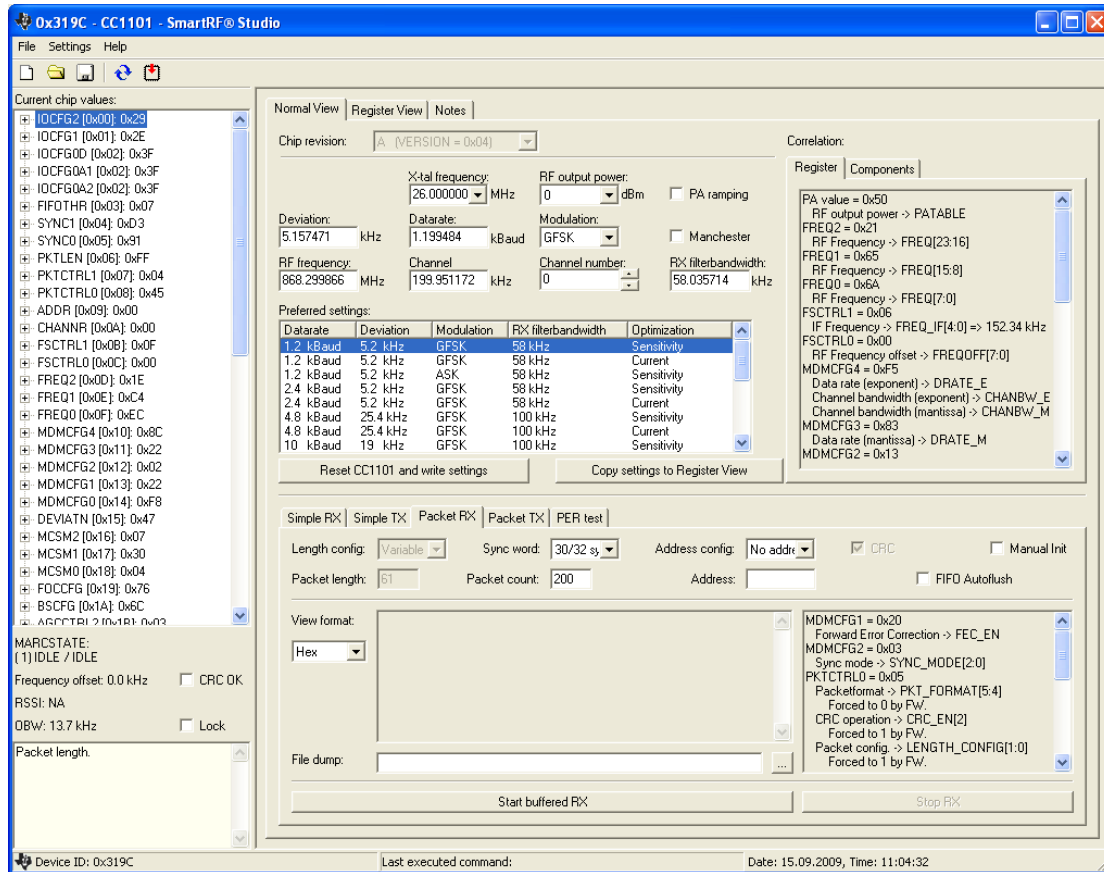 0x319C - CC1101 - SmartRF® Studio
File Settings Help
Current chip values:
IOCFG2 [0x00]: 0x29
IOCFG1 [0x01]: 0x2E
IOCFG0D [0x02]: 0x3F
IOCFG0A1 [0x02]: 0x3F
IOCFG0A2 [0x02]: 0x3F
FIFOTHR [0x03]: 0x07
SYNC1 [0x04]: 0xD3
SYNC0 [0x05]: 0x91
PKTLEN [0x06]: 0xFF
PKTCTRL1 [0x07]: 0x04
PKTCTRL0 [0x08]: 0x45
ADDR [0x09]: 0x00
CHANNR [0x0A]: 0x00
FSCTRL1 [0x0B]: 0x0F
FSCTRL0 [0x0C]: 0x00
FREQ2 [0x0D]: 0x1E
FREQ1 [0x0E]: 0xC4
FREQ0 [0x0F]: 0xEC
MDMCFG4 [0x10]: 0x8C
MDMCFG3 [0x11]: 0x22
MDMCFG2 [0x12]: 0x02
MDMCFG1 [0x13]: 0x22
MDMCFG0 [0x14]: 0xF8
DEVIATN [0x15]: 0x47
MCSM2 [0x16]: 0x07
MCSM1 [0x17]: 0x30
MCSM0 [0x18]: 0x04
FOCCFG [0x19]: 0x76
BSCFG [0x1A]: 0x6C
AGCCTRL2 [0x1B]: 0x03
MARCSTATE:
(1) IDLE / IDLE
Frequency offset: 0.0 kHz CRC OK
RSSI: NA
OBW: 13.7 kHz Lock
Packet length.
Normal View Register View Notes
Chip revision: A (VERSION = 0x04)
X-tal frequency: RF output power:
26.000000 MHz 0 dBm PA ramping
Deviation: Datarate: Modulation:
5.157471 kHz 1.199484 kBaud GFSK Manchester
RF frequency: Channel Channel number: RX filterbandwidth:
868.299866 MHz 199.951172 kHz 0 58.035714 kHz
Preferred settings:
Datarate Deviation Modulation RX filterbandwidth Optimization
1.2 kBaud 5.2 kHz GFSK 58 kHz Sensitivity
1.2 kBaud 5.2 kHz GFSK 58 kHz Current
1.2 kBaud 5.2 kHz ASK 58 kHz Sensitivity
2.4 kBaud 5.2 kHz GFSK 58 kHz Sensitivity
2.4 kBaud 5.2 kHz GFSK 58 kHz Current
4.8 kBaud 25.4 kHz GFSK 100 kHz Sensitivity
4.8 kBaud 25.4 kHz GFSK 100 kHz Current
10 kBaud 19 kHz GFSK 100 kHz Sensitivity
Reset CC1101 and write settings Copy settings to Register View
Correlation:
Register Components
PA value = 0x50
RF output power -> PATABLE
FREQ2 = 0x21
RF Frequency -> FREQ[23:16]
FREQ1 = 0x65
RF Frequency -> FREQ[15:8]
FREQ0 = 0x6A
RF Frequency -> FREQ[7:0]
FSCTRL1 = 0x06
IF Frequency -> FREQ_IF[4:0] => 152.34 kHz
FSCTRL0 = 0x00
RF Frequency offset -> FREQOFF[7:0]
MDMCFG4 = 0xF5
Data rate (exponent) -> DRATE_E
Channel bandwidth (exponent) -> CHANBW_E
Channel bandwidth (mantissa) -> CHANBW_M
MDMCFG3 = 0x83
Data rate (mantissa) -> DRATE_M
MDMCFG2 = 0x13
Simple RX Simple TX Packet RX Packet TX PER test
Length config: Variable Sync word: 30/32 sy Address config: No addre CRC Manual Init
Packet length: 61 Packet count: 200 Address: FIFO Autoflush
View format:
Hex
File dump: ...
MDMCFG1 = 0x20
Forward Error Correction -> FEC_EN
MDMCFG2 = 0x03
Sync mode -> SYNC_MODE[2:0]
PKTCTRL0 = 0x05
Packetformat -> PKT_FORMAT[5:4]
Forced to 0 by FW.
CRC operation -> CRC_EN[2]
Forced to 1 by FW.
Packet config. -> LENGTH_CONFIG[1:0]
Forced to 1 by FW.
Start buffered RX Stop RX
Device ID: 0x319C Last executed command: Date: 15.09.2009, Time: 11:04:32